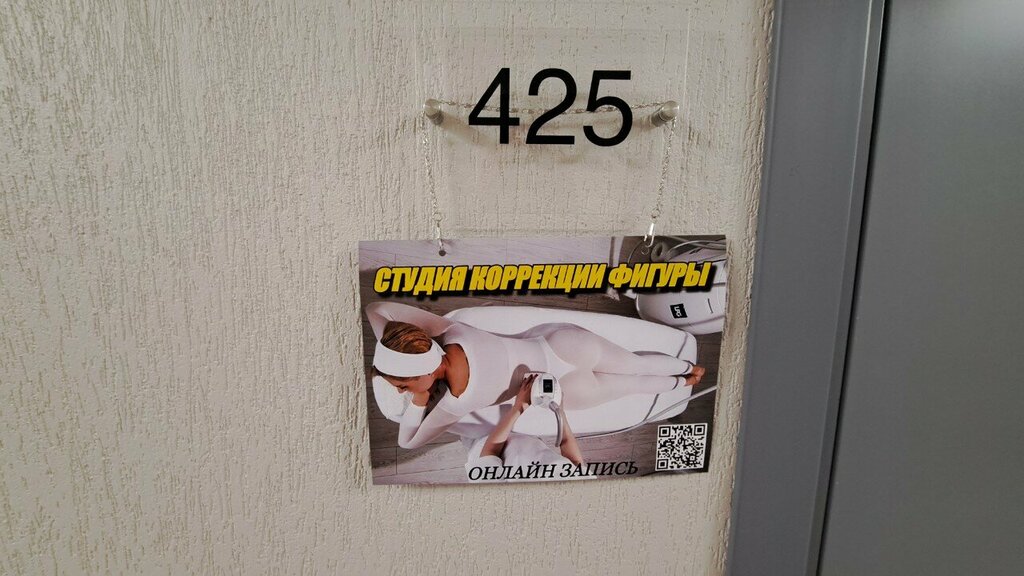 425
СТУДИЯ КОРРЕКЦИИ ФИГУРЫ
ОНЛАЙН ЗАПИСЬ